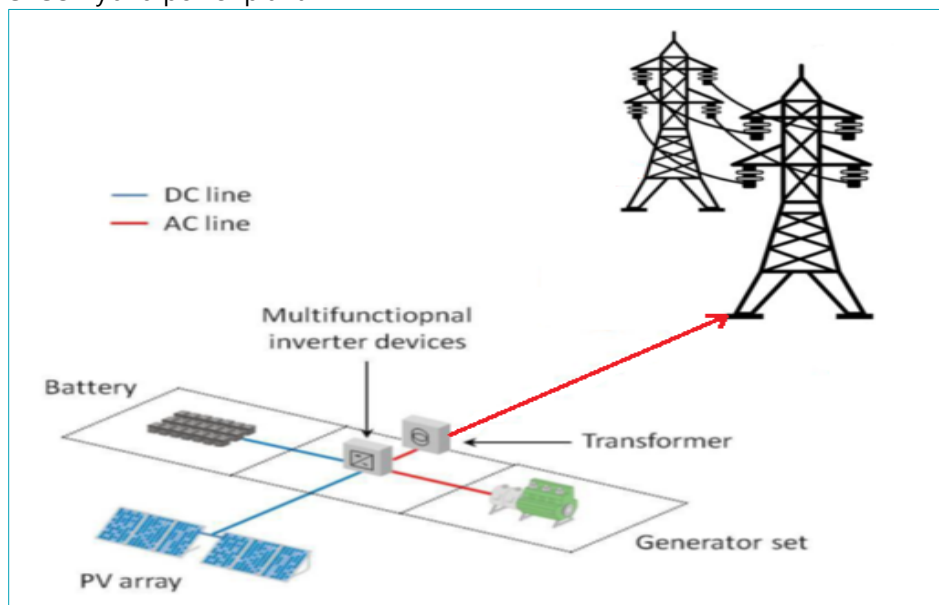 DC line
AC line
Multifunctiopnal
inverter devices
Battery
Transformer
Generator set
PV array